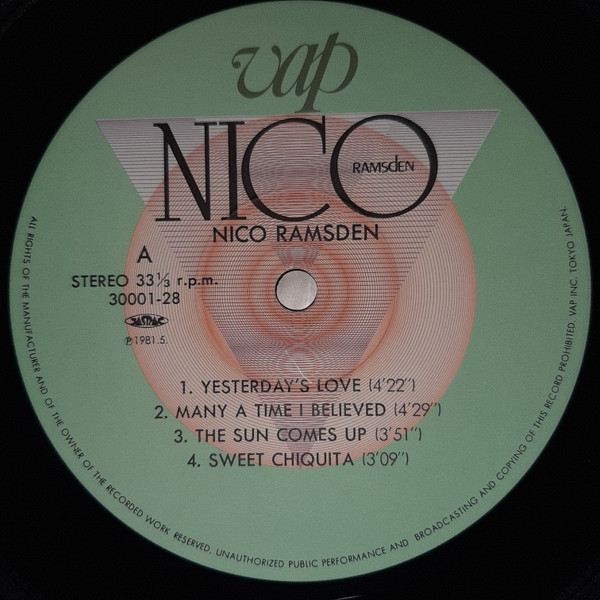 vap
NICO
RAMSDEN
NICO RAMSDEN
A
STEREO 33⅓ r.p.m.
30001-28
JASRAC
Ⓟ1981.5.
1. YESTERDAY'S LOVE (4'22")
2. MANY A TIME I BELIEVED (4'29")
3. THE SUN COMES UP (3'51")
4. SWEET CHIQUITA (3'09")
ALL RIGHTS OF THE MANUFACTURER AND OF THE OWNER OF THE RECORDED WORK RESERVED, UNAUTHORIZED PUBLIC PERFORMANCE AND BROADCASTING AND COPYING OF THIS RECORD PROHIBITED. VAP INC. TOKYO JAPAN.